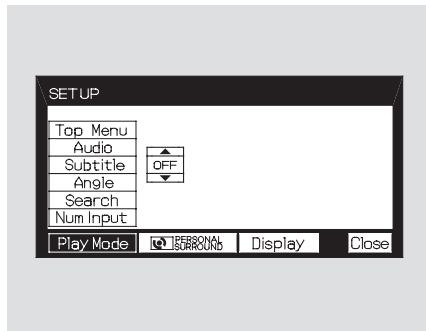 SETUP
Top Menu
Audio
Subtitle
OFF
Angle
Search
Num Input
Play Mode
PERSONAL
SURROUND
Display
Close